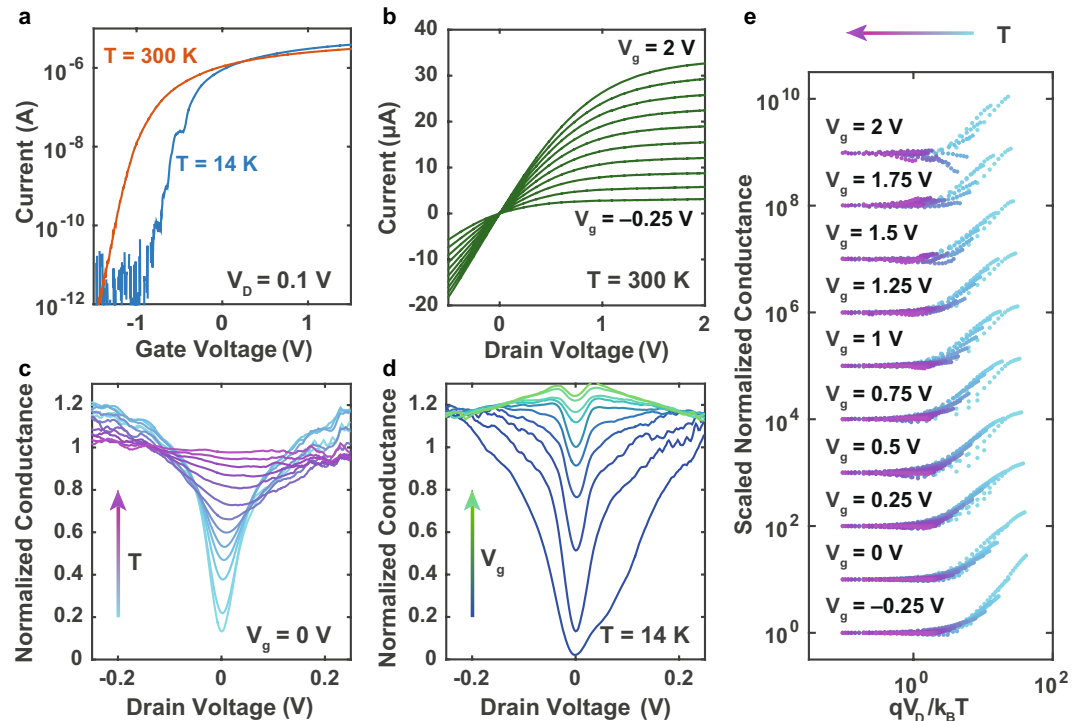 a
T = 300 K
T = 14 K
V_D = 0.1 V
10^-6
10^-8
10^-10
10^-12
Current (A)
-1
0
1
Gate Voltage (V)
b
V_g = 2 V
V_g = –0.25 V
T = 300 K
40
30
20
10
0
-10
-20
Current (µA)
0
1
2
Drain Voltage (V)
c
1.2
1
0.8
0.6
0.4
0.2
0
Normalized Conductance
T
V_g = 0 V
-0.2
0
0.2
Drain Voltage (V)
d
1.2
1
0.8
0.6
0.4
0.2
0
Normalized Conductance
V_g
T = 14 K
-0.2
0
0.2
Drain Voltage (V)
e
T
10^10
10^8
10^6
10^4
10^2
10^0
Scaled Normalized Conductance
V_g = 2 V
V_g = 1.75 V
V_g = 1.5 V
V_g = 1.25 V
V_g = 1 V
V_g = 0.75 V
V_g = 0.5 V
V_g = 0.25 V
V_g = 0 V
V_g = –0.25 V
10^0
10^2
qV_D/k_BT